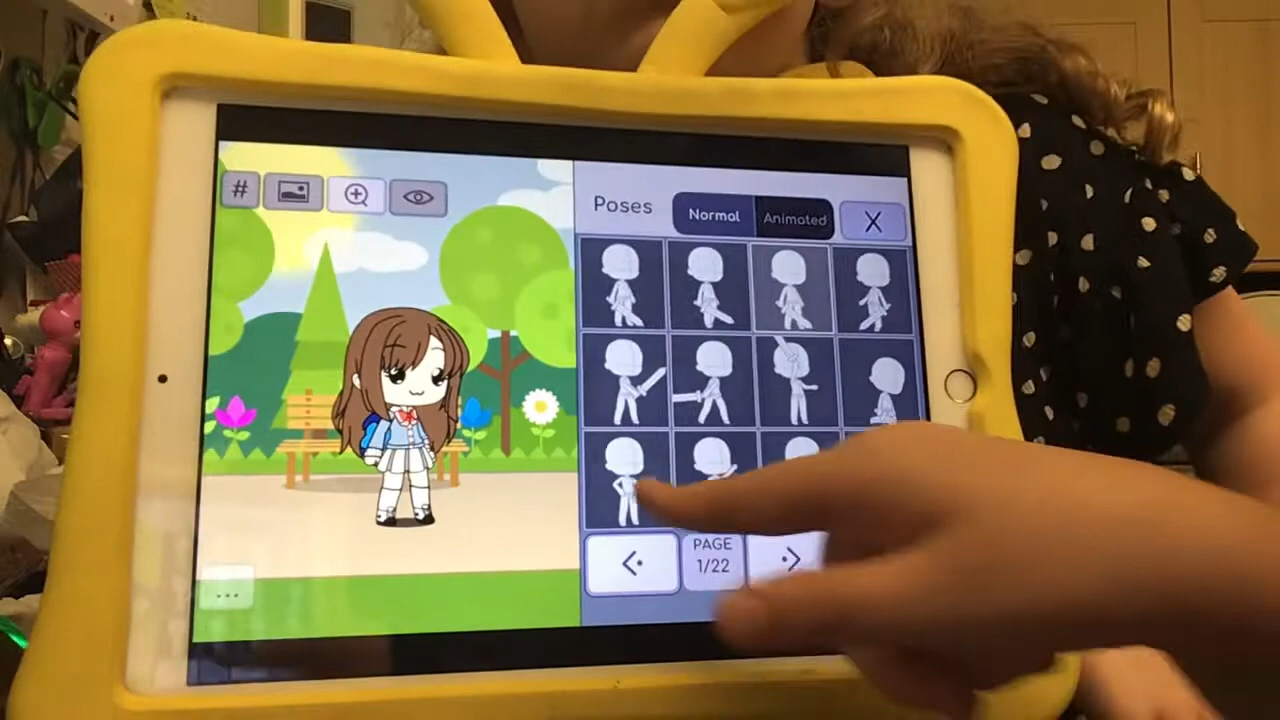 #
Poses
Normal
Animated
X
PAGE
1/22
...